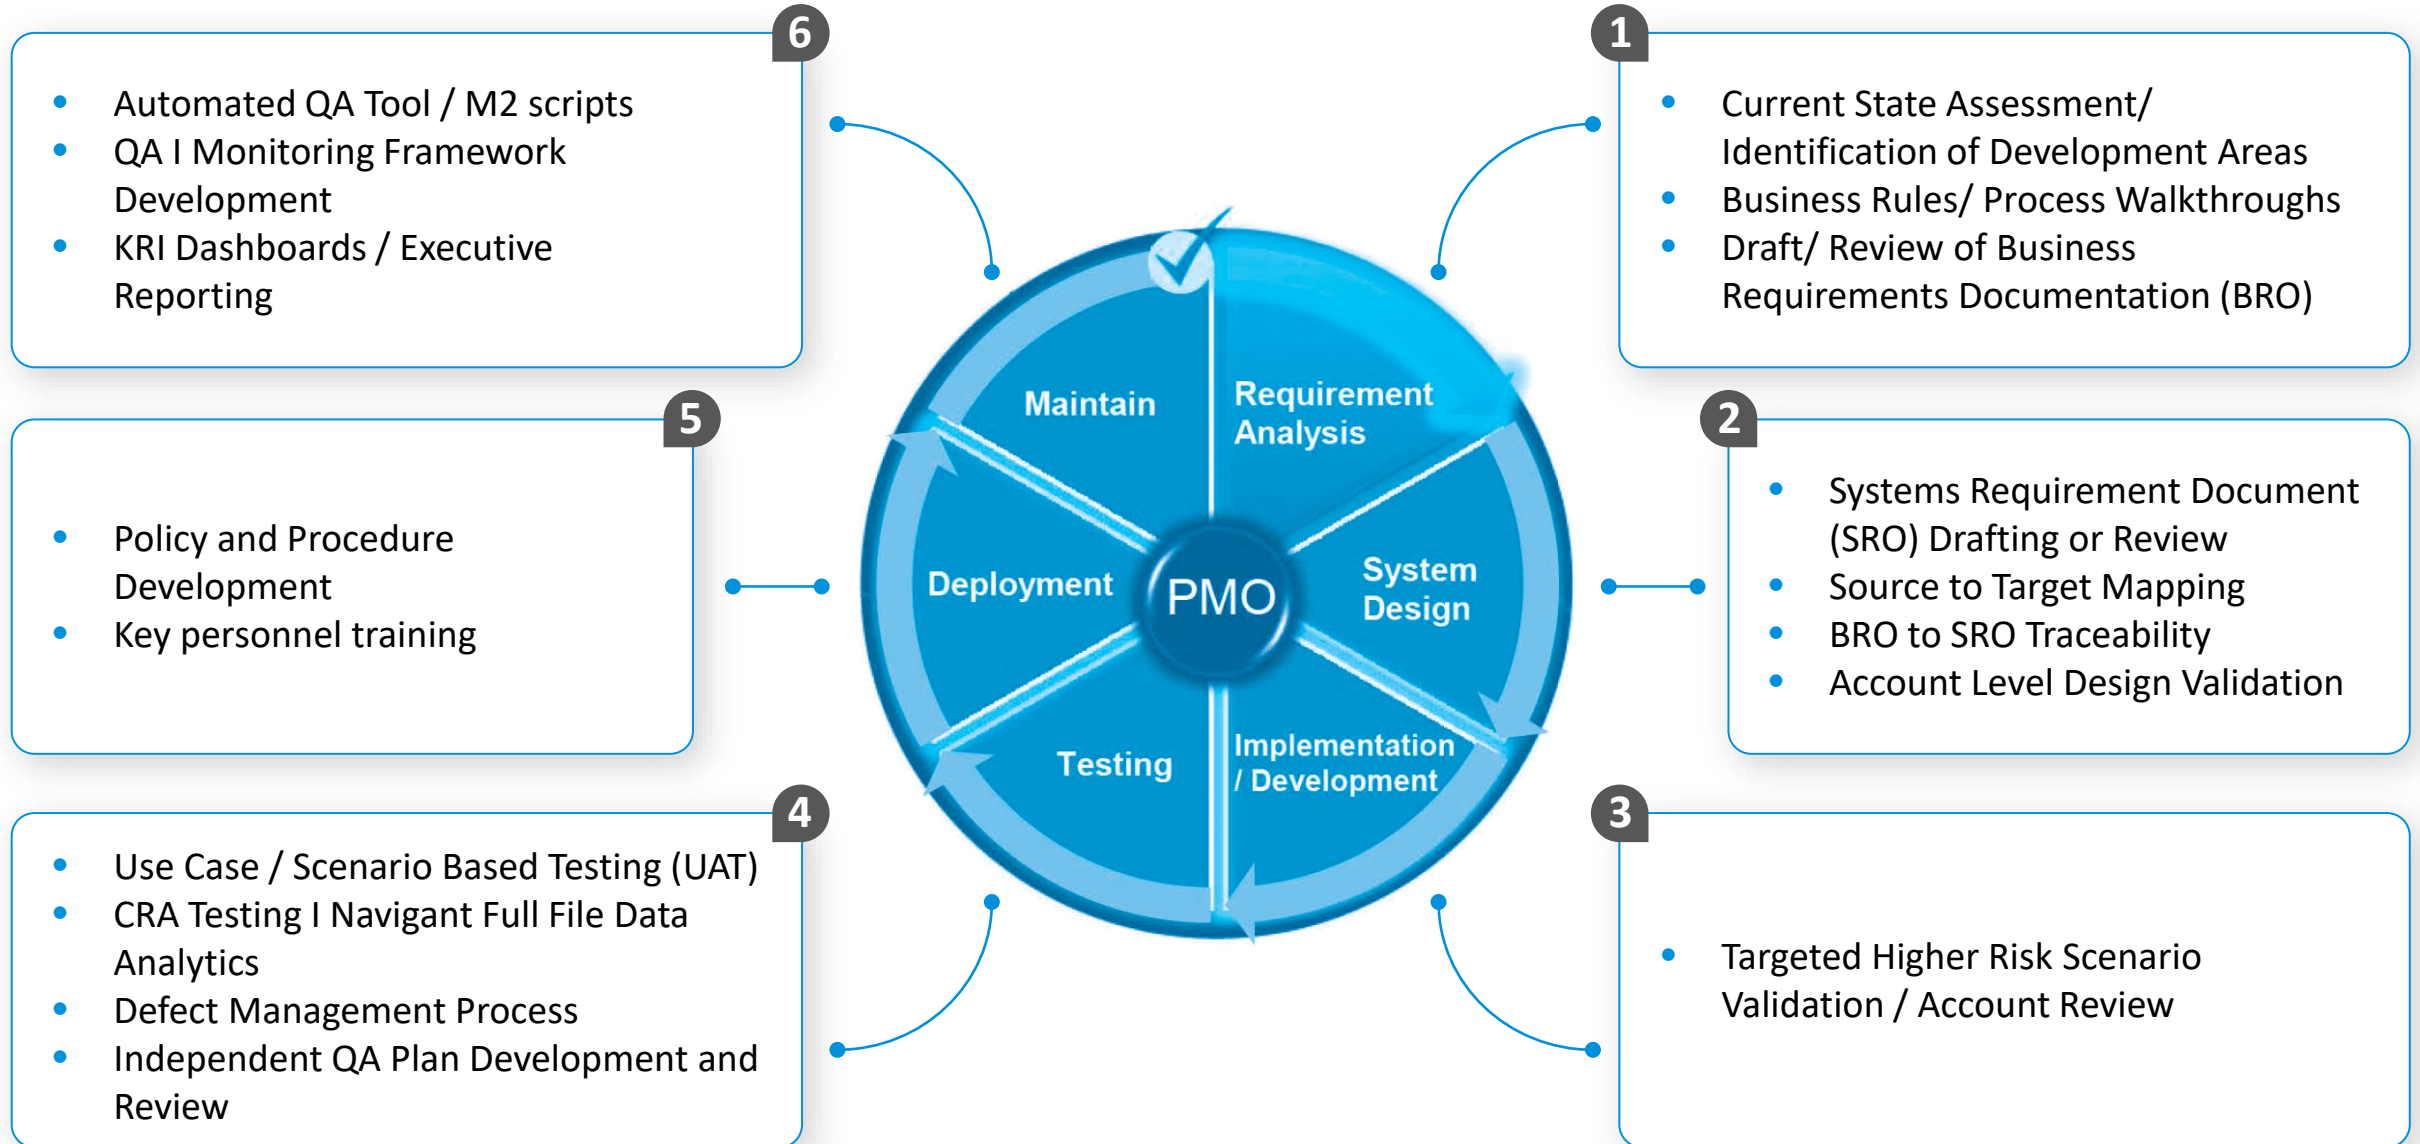 6
• Automated QA Tool / M2 scripts
• QA I Monitoring Framework
Development
• KRI Dashboards / Executive
Reporting
1
• Current State Assessment/
Identification of Development Areas
• Business Rules/ Process Walkthroughs
• Draft/ Review of Business
Requirements Documentation (BRO)
5
• Policy and Procedure
Development
• Key personnel training
2
• Systems Requirement Document
(SRO) Drafting or Review
• Source to Target Mapping
• BRO to SRO Traceability
• Account Level Design Validation
4
• Use Case / Scenario Based Testing (UAT)
• CRA Testing I Navigant Full File Data
Analytics
• Defect Management Process
• Independent QA Plan Development and
Review
3
• Targeted Higher Risk Scenario
Validation / Account Review
Maintain
Requirement
Analysis
Deployment
PMO
System
Design
Testing
Implementation
/ Development